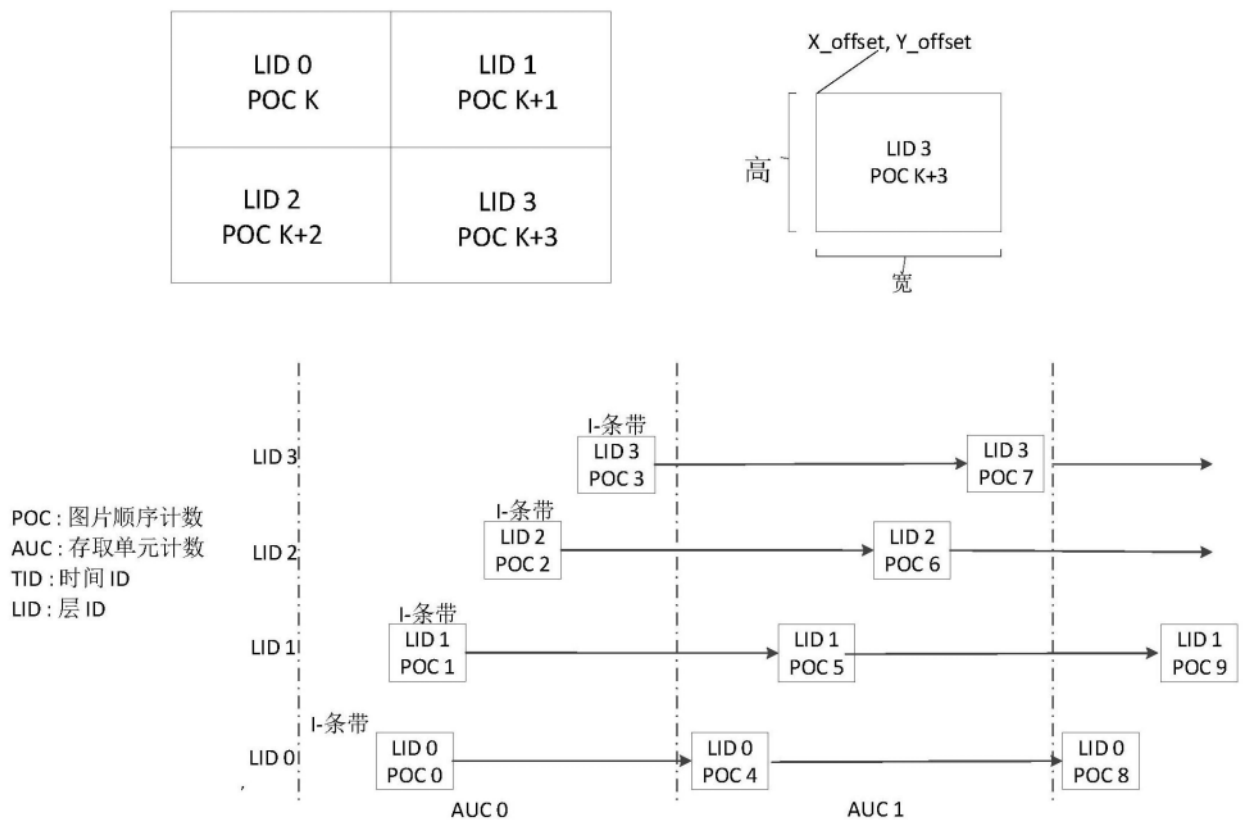 LID 0
POC K
LID 1
POC K+1
LID 2
POC K+2
LID 3
POC K+3
X_offset, Y_offset
高
LID 3
POC K+3
宽
I-条带
LID 3
LID 3
POC 3
LID 3
POC 7
I-条带
LID 2
LID 2
POC 2
LID 2
POC 6
POC : 图片顺序计数
AUC : 存取单元计数
TID : 时间 ID
LID : 层 ID
I-条带
LID 1
LID 1
POC 1
LID 1
POC 5
LID 1
POC 9
I-条带
LID 0
LID 0
POC 0
LID 0
POC 4
LID 0
POC 8
AUC 0
AUC 1